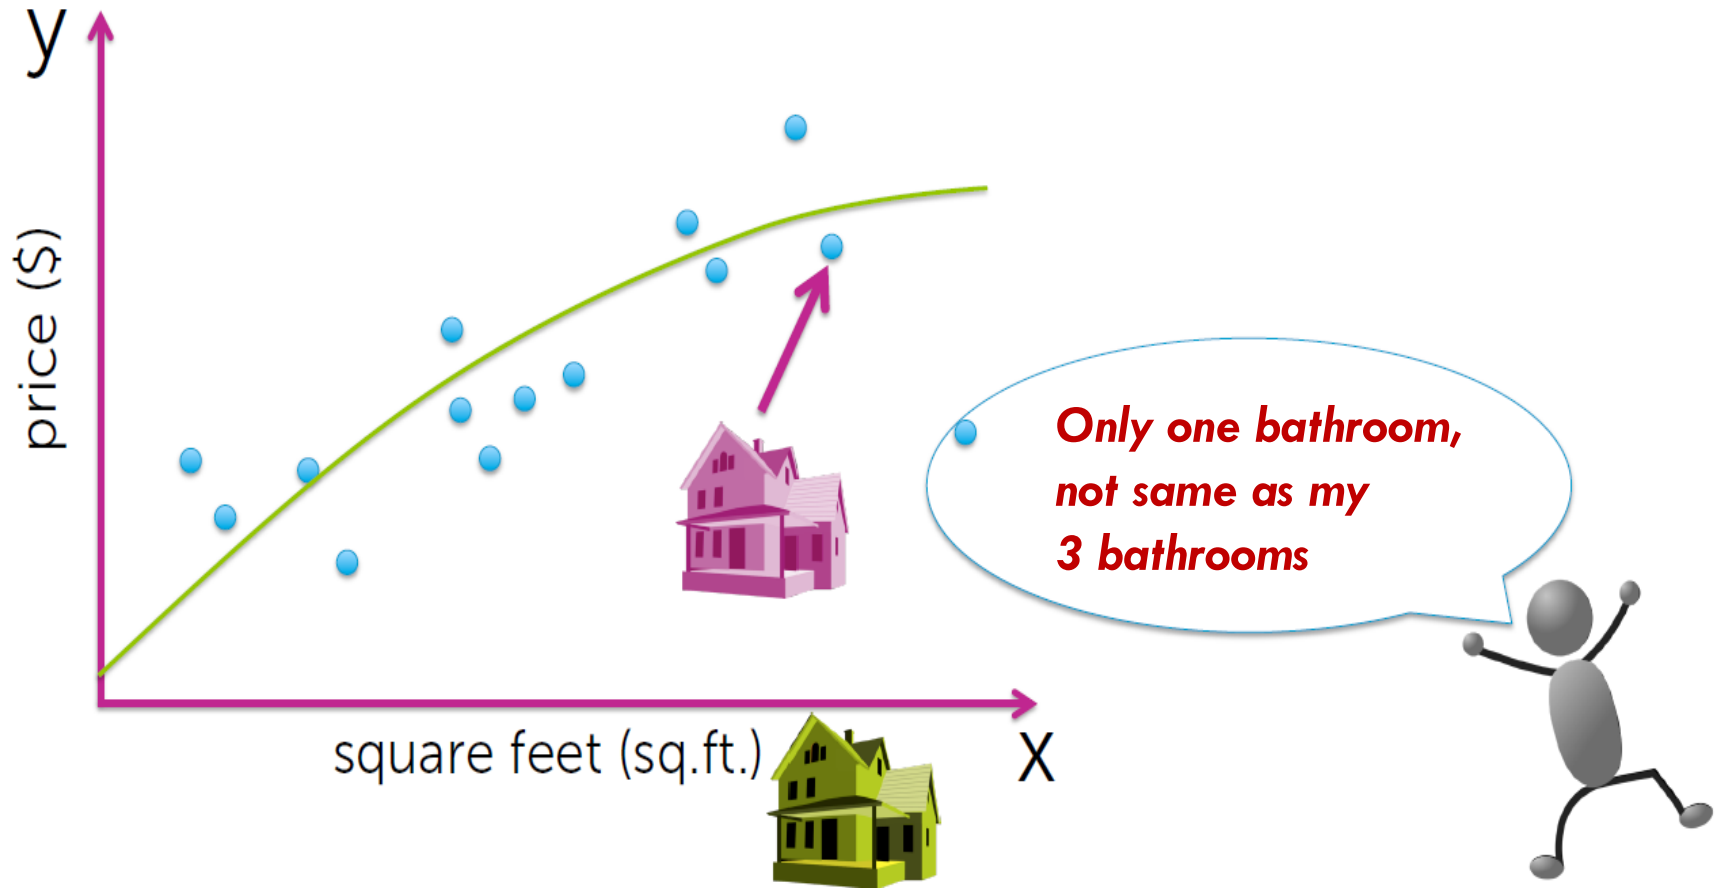 y
price ($)
Only one bathroom,
not same as my
3 bathrooms
square feet (sq.ft.)
x